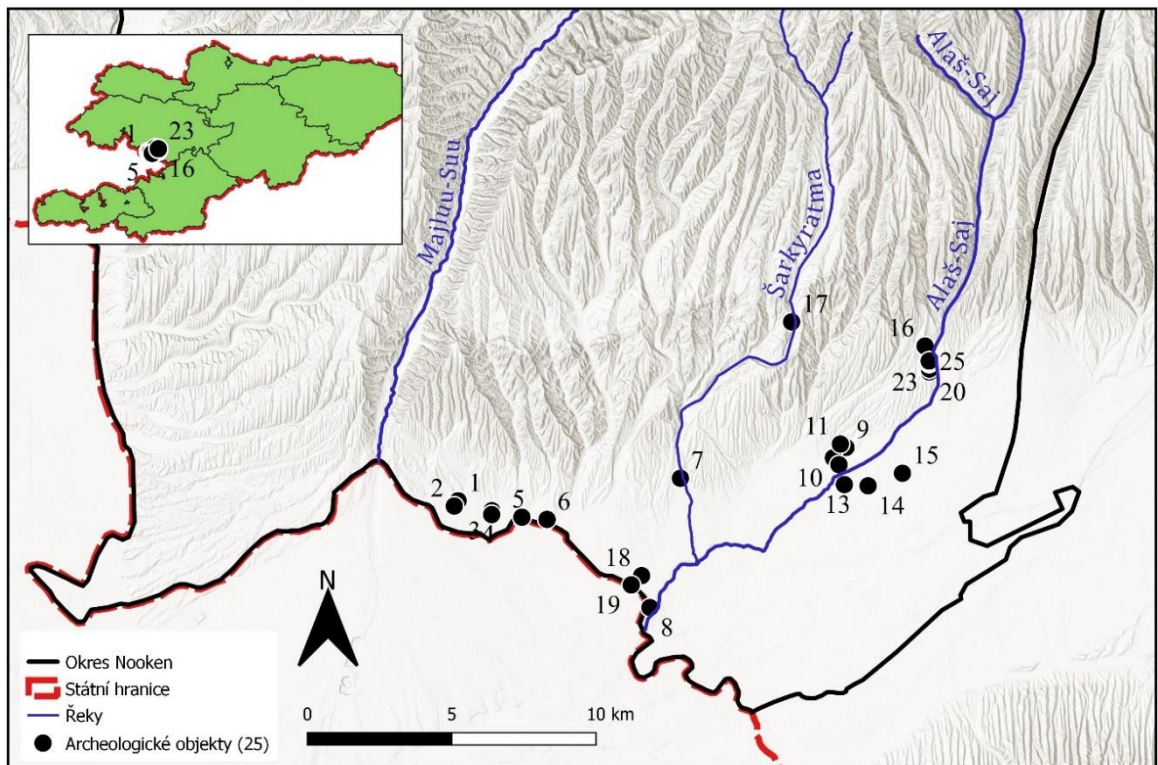 1
23
5
16
Majluu-Suu
Šarkyratma
Alaš-Saj
Alaš-Saj
17
16
25
23
20
11
9
10
15
13
14
7
2
1
34
5
6
18
19
8
N
Okres Nooken
Státní hranice
Řeky
Archeologické objekty (25)
0 5 10 km